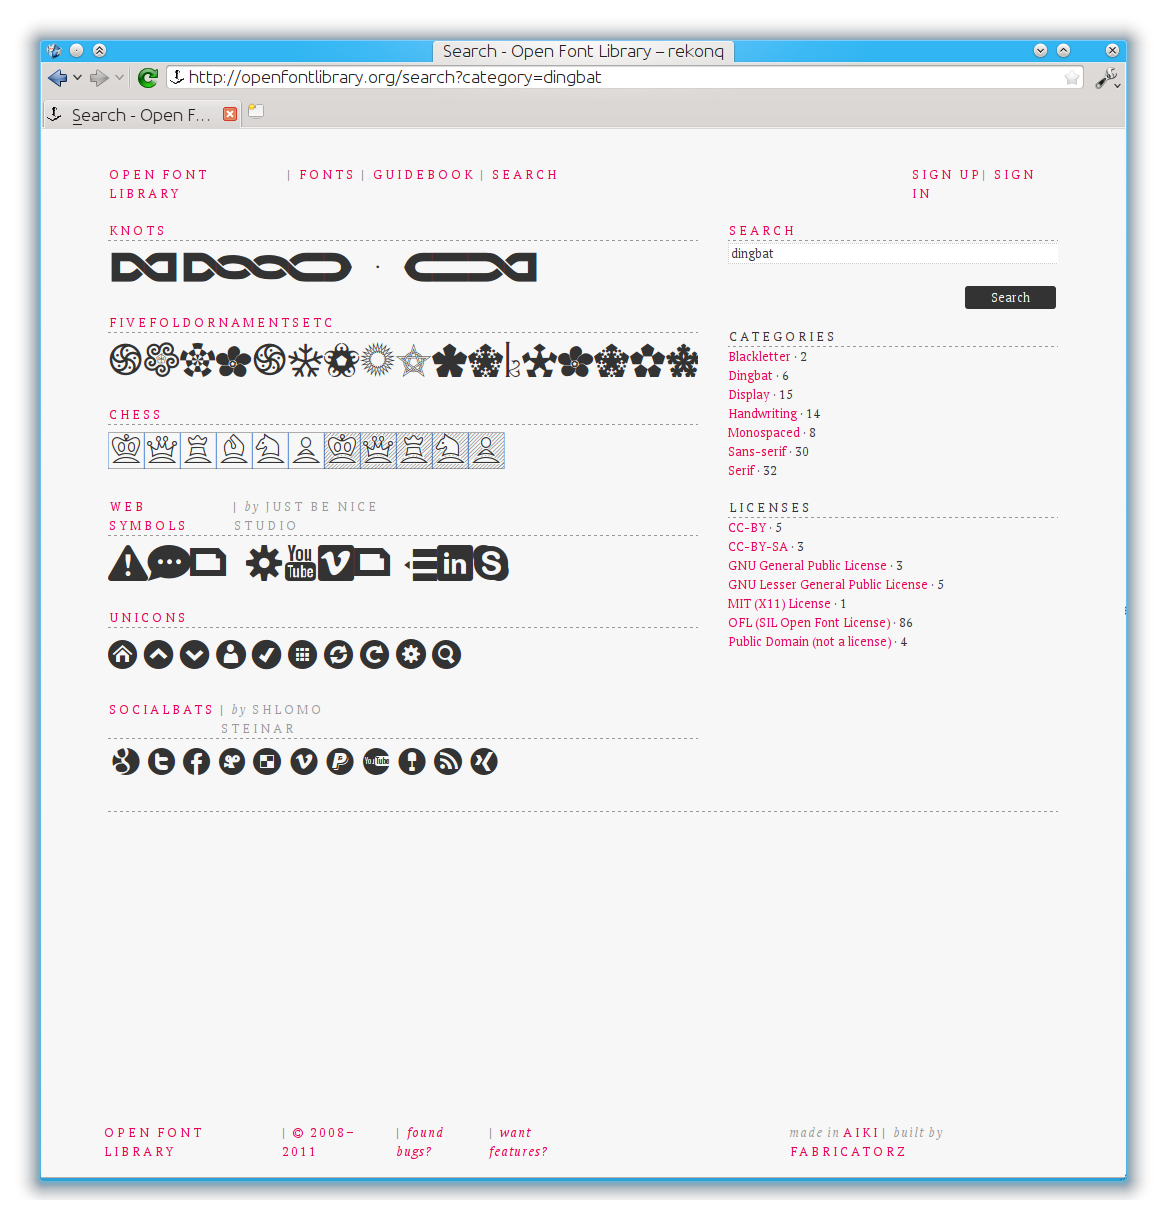 Search - Open Font Library – rekonq
http://openfontlibrary.org/search?category=dingbat
Search - Open F...
OPEN FONT LIBRARY
| FONTS | GUIDEBOOK | SEARCH
SIGN UP | SIGN IN
KNOTS
FIVEFOLDORNAMENTSETC
CHESS
WEB SYMBOLS
| by JUST BE NICE STUDIO
You Tube
in
S
UNICONS
SOCIALBATS | by SHLOMO STEINAR
YouTube
SEARCH
dingbat
Search
CATEGORIES
Blackletter · 2
Dingbat · 6
Display · 15
Handwriting · 14
Monospaced · 8
Sans-serif · 30
Serif · 32
LICENSES
CC-BY · 5
CC-BY-SA · 3
GNU General Public License · 3
GNU Lesser General Public License · 5
MIT (X11) License · 1
OFL (SIL Open Font License) · 86
Public Domain (not a license) · 4
OPEN FONT LIBRARY
| © 2008–2011
| found bugs?
| want features?
made in AIKI | built by FABRICATORZ